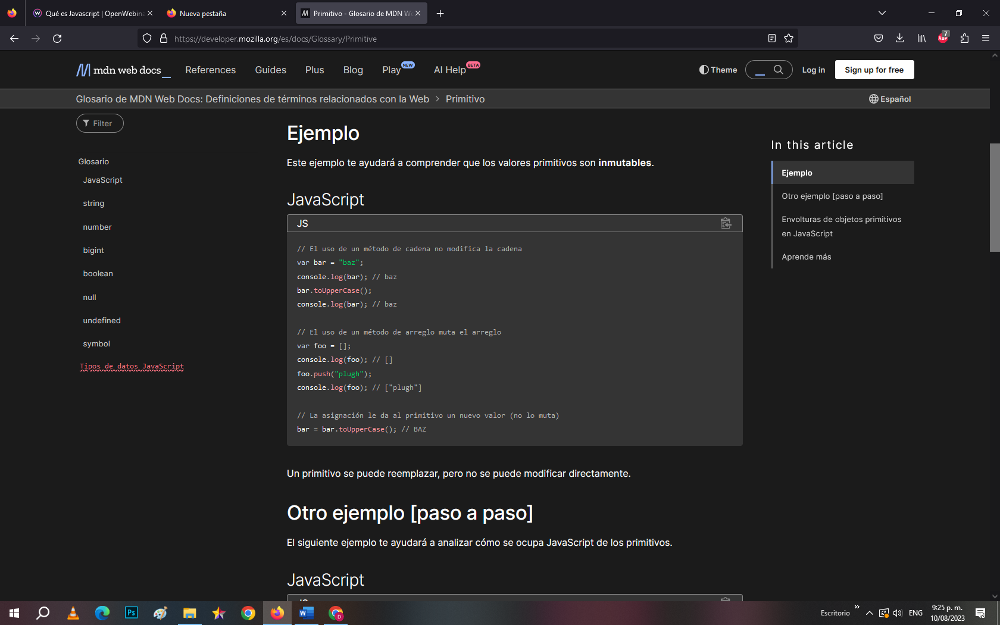 Qué es Javascript | OpenWebina
Nueva pestaña
Primitivo - Glosario de MDN We
https://developer.mozilla.org/es/docs/Glossary/Primitive
7
ABP
mdn web docs_
References
Guides
Plus
Blog
Play
NEW
AI Help
BETA
Theme
Log in
Sign up for free
Glosario de MDN Web Docs: Definiciones de términos relacionados con la Web > Primitivo
Español
Filter
Glosario
JavaScript
string
number
bigint
boolean
null
undefined
symbol
Tipos de datos JavaScript
Ejemplo
Este ejemplo te ayudará a comprender que los valores primitivos son inmutables.
JavaScript
JS
// El uso de un método de cadena no modifica la cadena
var bar = "baz";
console.log(bar); // baz
bar.toUpperCase();
console.log(bar); // baz
// El uso de un método de arreglo muta el arreglo
var foo = [];
console.log(foo); // []
foo.push("plugh");
console.log(foo); // ["plugh"]
// La asignación le da al primitivo un nuevo valor (no lo muta)
bar = bar.toUpperCase(); // BAZ
Un primitivo se puede reemplazar, pero no se puede modificar directamente.
Otro ejemplo [paso a paso]
El siguiente ejemplo te ayudará a analizar cómo se ocupa JavaScript de los primitivos.
JavaScript
JS
In this article
Ejemplo
Otro ejemplo [paso a paso]
Envolturas de objetos primitivos
en JavaScript
Aprende más
Ps
W
D
Escritorio
ENG
9:25 p. m.
10/08/2023